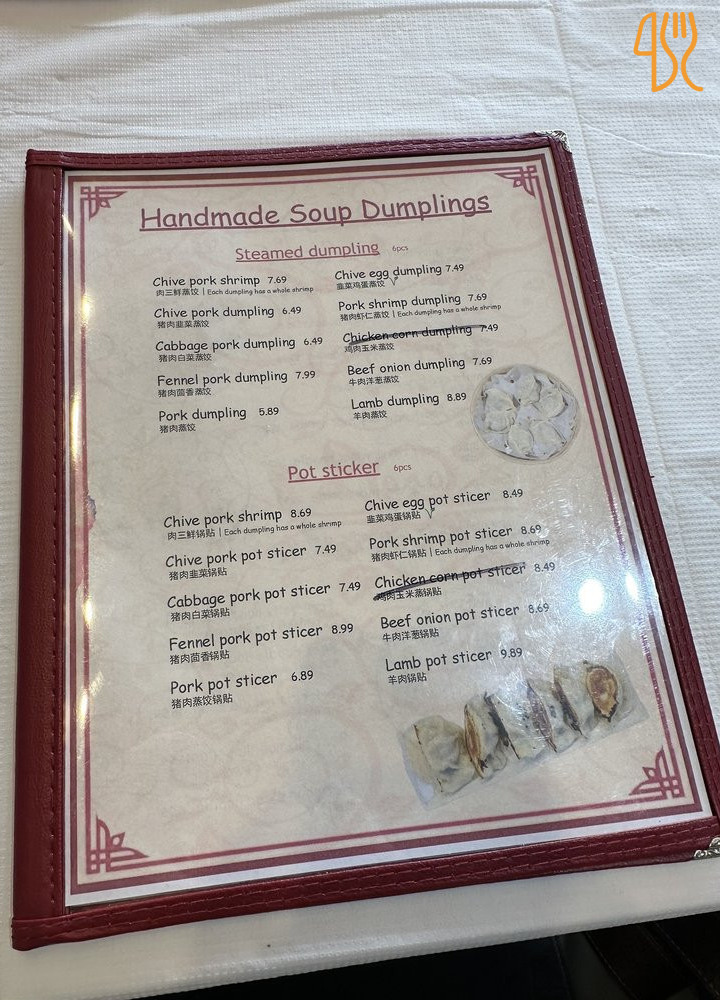 Handmade Soup Dumplings
Steamed dumpling 6pcs
Chive pork shrimp 7.69
肉三鲜蒸饺 | Each dumpling has a whole shrimp
Chive pork dumpling 6.49
猪肉韭菜蒸饺
Cabbage pork dumpling 6.49
猪肉白菜蒸饺
Fennel pork dumpling 7.99
猪肉茴香蒸饺
Pork dumpling 5.89
猪肉蒸饺
Chive egg dumpling 7.49
韭菜鸡蛋蒸饺 V
Pork shrimp dumpling 7.69
猪肉虾仁蒸饺 | Each dumpling has a whole shrimp
Chicken corn dumpling 7.49
鸡肉玉米蒸饺
Beef onion dumpling 7.69
牛肉洋葱蒸饺
Lamb dumpling 8.89
羊肉蒸饺
Pot sticker 6pcs
Chive pork shrimp 8.69
肉三鲜锅贴 | Each dumpling has a whole shrimp
Chive pork pot sticer 7.49
猪肉韭菜锅贴
Cabbage pork pot sticer 7.49
猪肉白菜锅贴
Fennel pork pot sticer 8.99
猪肉茴香锅贴
Pork pot sticer 6.89
猪肉蒸饺锅贴
Chive egg pot sticer 8.49
韭菜鸡蛋锅贴 V
Pork shrimp pot sticer 8.69
猪肉虾仁锅贴 | Each dumpling has a whole shrimp
Chicken corn pot sticer 8.49
鸡肉玉米蒸锅贴
Beef onion pot sticer 8.69
牛肉洋葱锅贴
Lamb pot sticer 9.89
羊肉锅贴